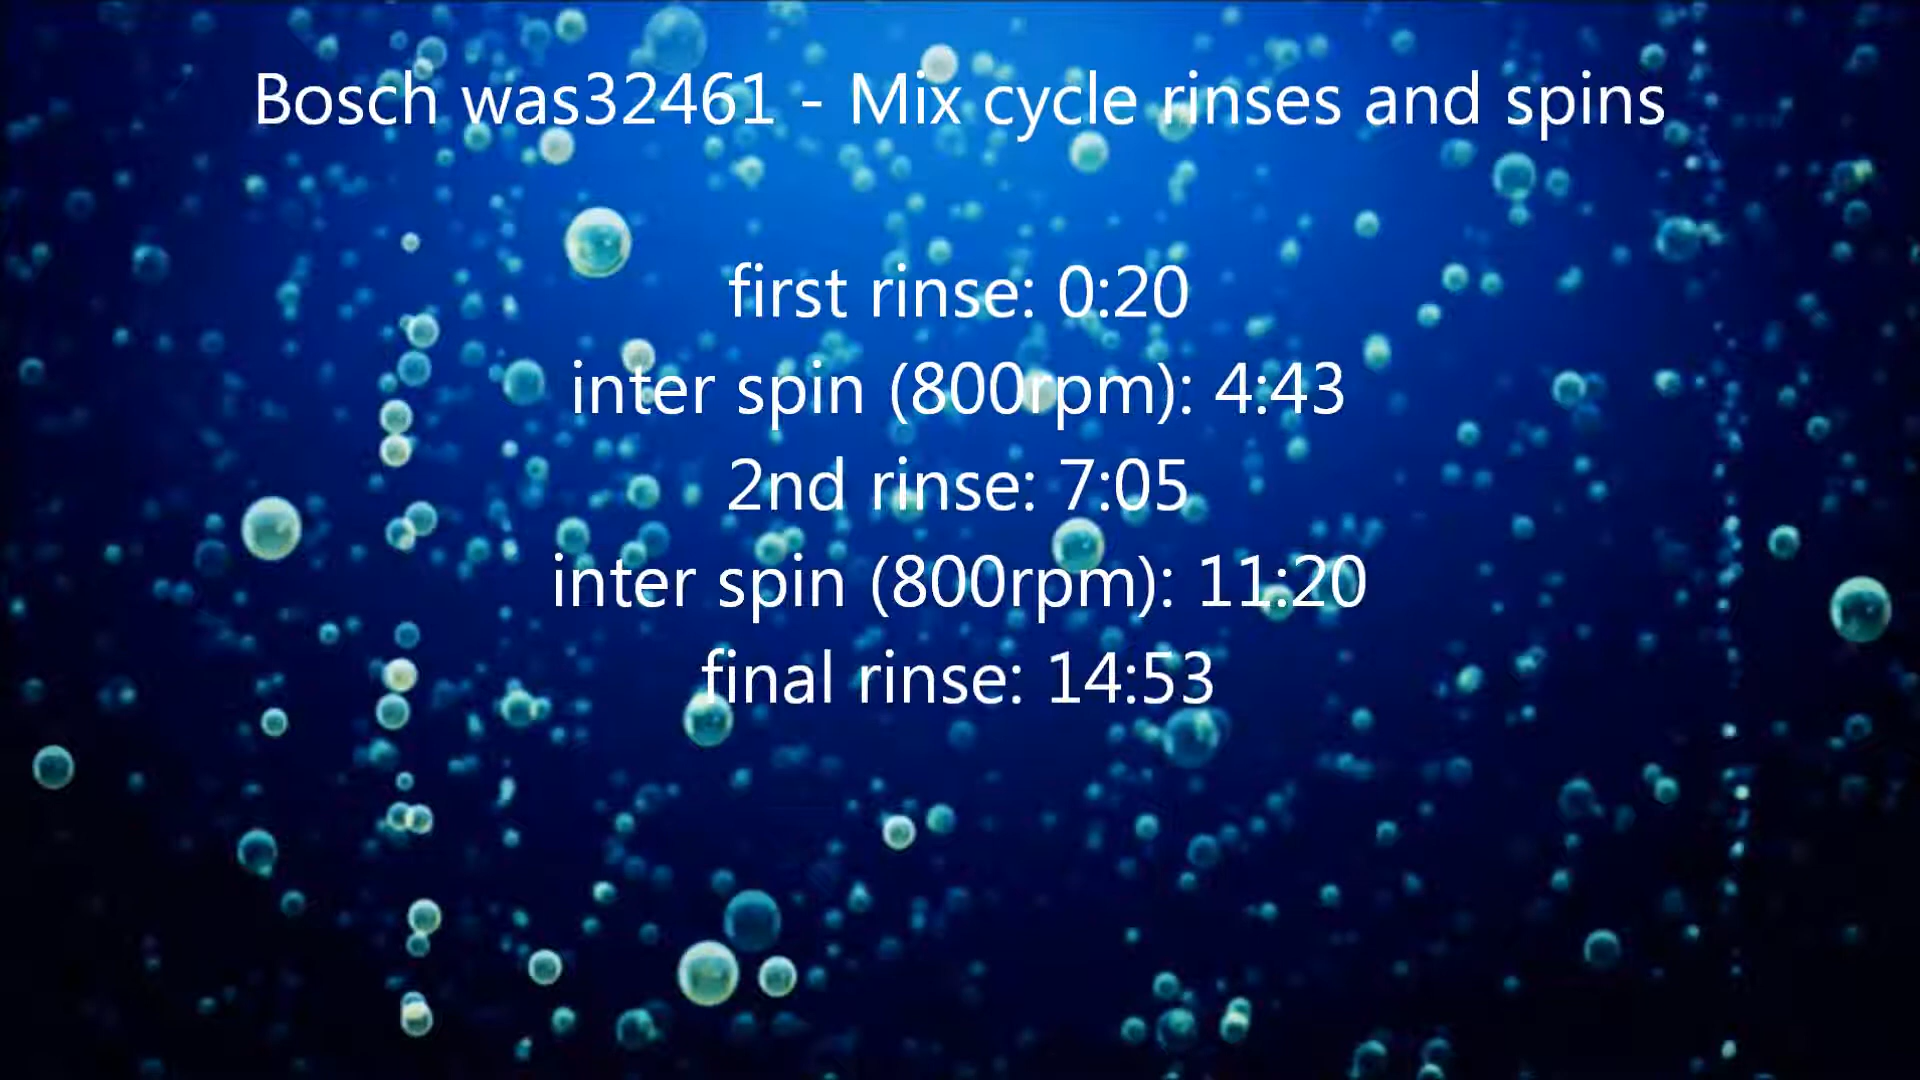 Bosch was32461 - Mix cycle rinses and spins
first rinse: 0:20
inter spin (800rpm): 4:43
2nd rinse: 7:05
inter spin (800rpm): 11:20
final rinse: 14:53